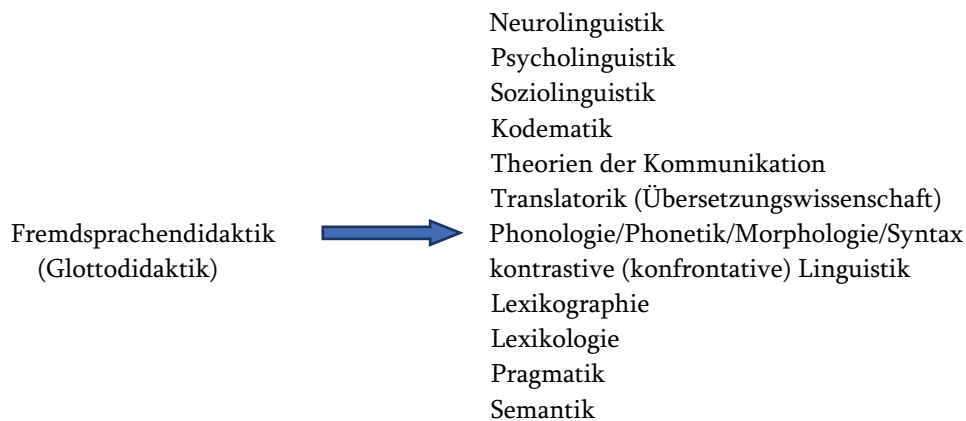 Neurolinguistik
Psycholinguistik
Soziolinguistik
Kodematik
Theorien der Kommunikation
Translatorik (Übersetzungswissenschaft)
Fremdsprachendidaktik
(Glottodidaktik)
Phonologie/Phonetik/Morphologie/Syntax
kontrastive (konfrontative) Linguistik
Lexikographie
Lexikologie
Pragmatik
Semantik